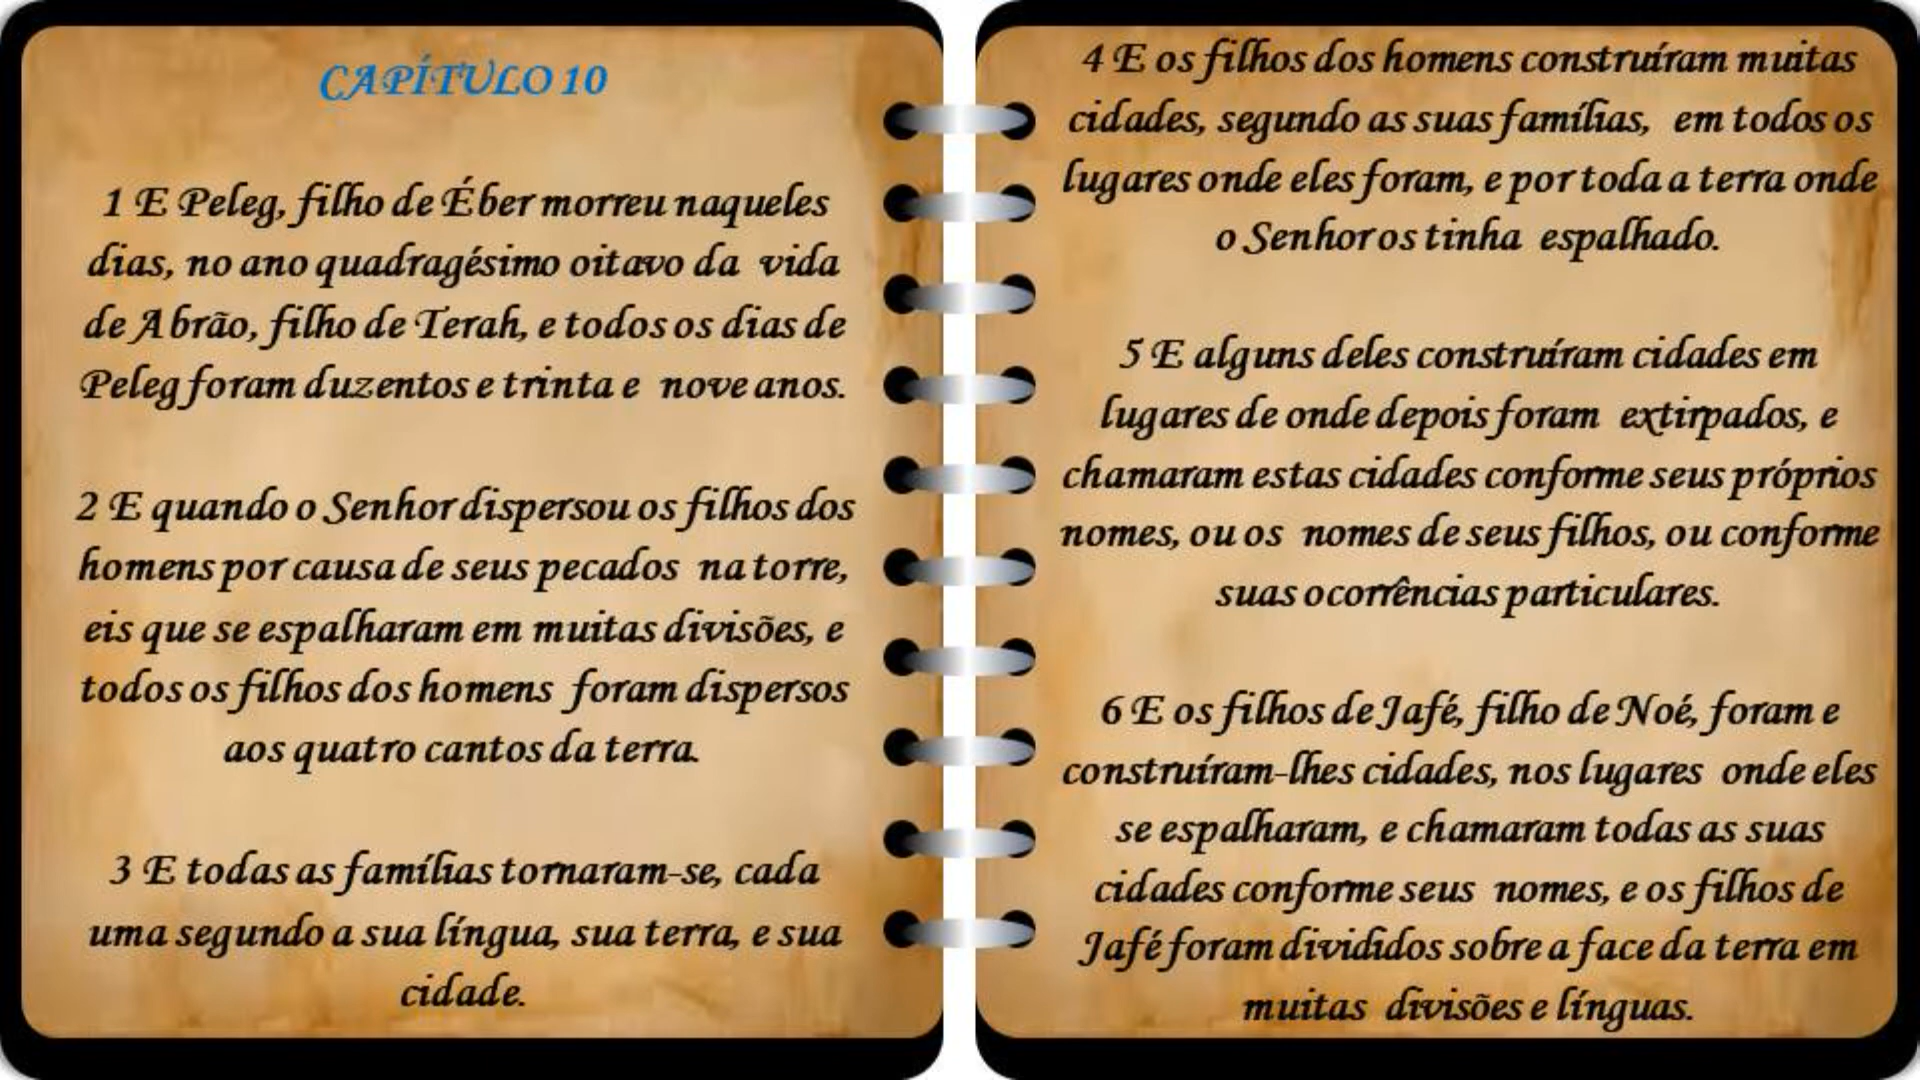 CAPÍTULO 10
1 E Peleg, filho de Éber morreu naqueles
dias, no ano quadragésimo oitavo da vida
de Abrão, filho de Terah, e todos os dias de
Peleg foram duzentos e trinta e nove anos.
2 E quando o Senhor dispersou os filhos dos
homens por causa de seus pecados na torre,
eis que se espalharam em muitas divisões, e
todos os filhos dos homens foram dispersos
aos quatro cantos da terra.
3 E todas as famílias tornaram-se, cada
uma segundo a sua língua, sua terra, e sua
cidade.
4 E os filhos dos homens construíram muitas
cidades, segundo as suas famílias, em todos os
lugares onde eles foram, e por toda a terra onde
o Senhor os tinha espalhado.
5 E alguns deles construíram cidades em
lugares de onde depois foram extirpados, e
chamaram estas cidades conforme seus próprios
nomes, ou os nomes de seus filhos, ou conforme
suas ocorrências particulares.
6 E os filhos de Jafé, filho de Noé, foram e
construíram-lhes cidades, nos lugares onde eles
se espalharam, e chamaram todas as suas
cidades conforme seus nomes, e os filhos de
Jafé foram divididos sobre a face da terra em
muitas divisões e línguas.